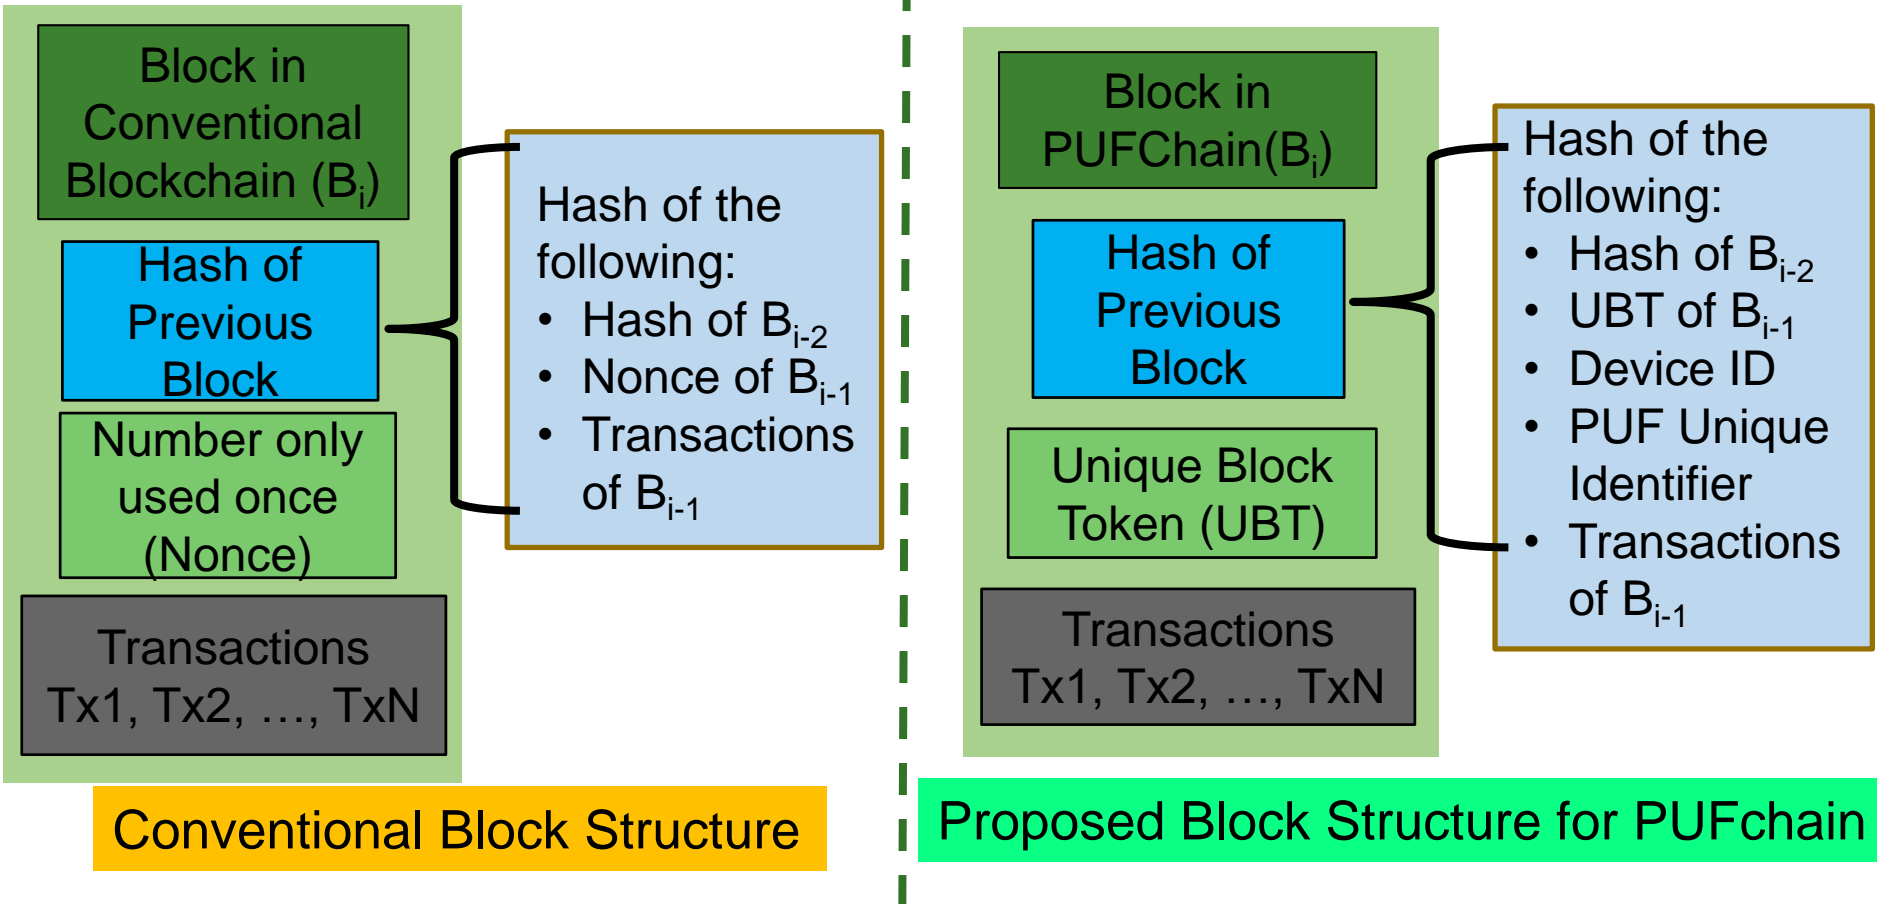 Block in
Conventional
Blockchain (Bi)
Hash of
Previous
Block
Number only
used once
(Nonce)
Transactions
Tx1, Tx2, …, TxN
Hash of the
following:
• Hash of Bi-2
• Nonce of Bi-1
• Transactions
of Bi-1
Conventional Block Structure
Block in
PUFChain(Bi)
Hash of
Previous
Block
Unique Block
Token (UBT)
Transactions
Tx1, Tx2, …, TxN
Hash of the
following:
• Hash of Bi-2
• UBT of Bi-1
• Device ID
• PUF Unique
Identifier
• Transactions
of Bi-1
Proposed Block Structure for PUFchain